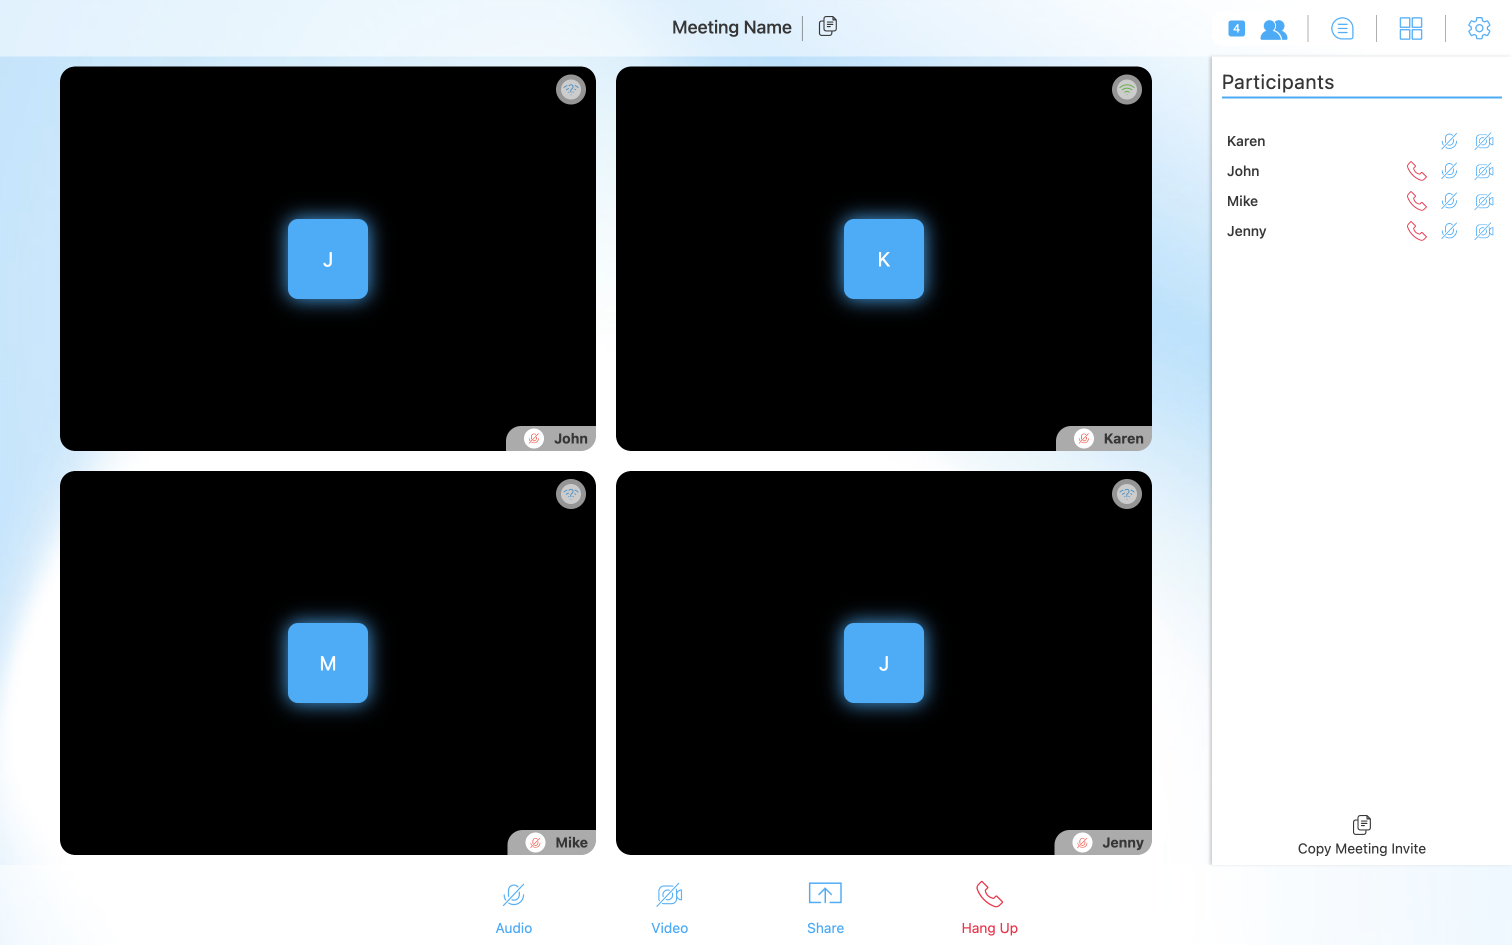 Meeting Name
4
Participants
Karen
John
Mike
Jenny
J
John
K
Karen
M
Mike
J
Jenny
Copy Meeting Invite
Audio
Video
Share
Hang Up